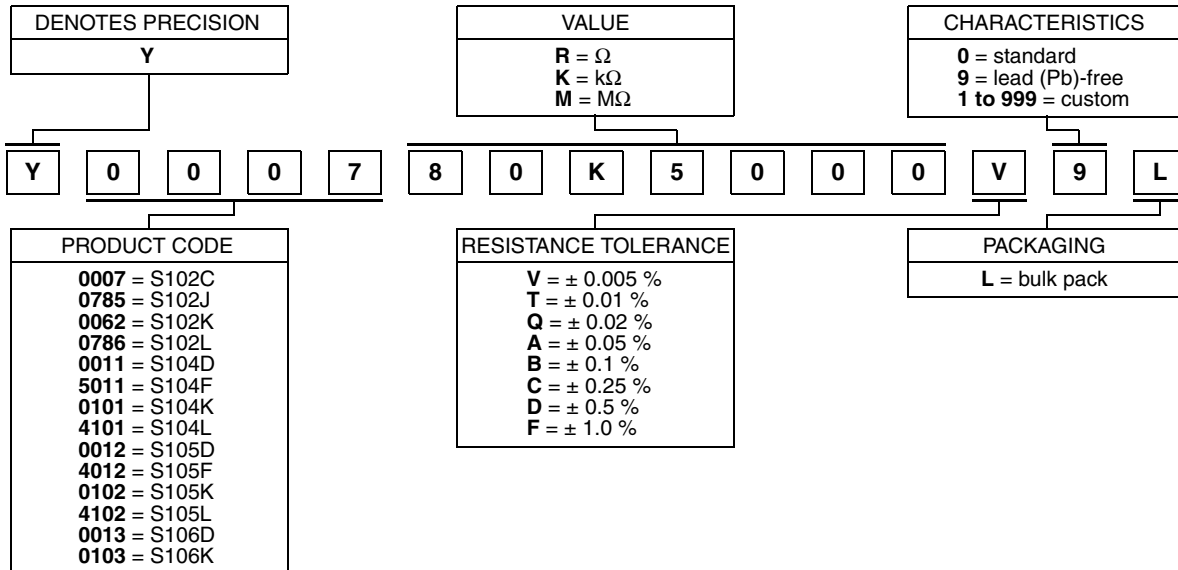 DENOTES PRECISION
Y
VALUE
R = Ω
K = kΩ
M = MΩ
CHARACTERISTICS
0 = standard
9 = lead (Pb)-free
1 to 999 = custom
Y 0 0 0 7 8 0 K 5 0 0 0 V 9 L
PRODUCT CODE
0007 = S102C
0785 = S102J
0062 = S102K
0786 = S102L
0011 = S104D
5011 = S104F
0101 = S104K
4101 = S104L
0012 = S105D
4012 = S105F
0102 = S105K
4102 = S105L
0013 = S106D
0103 = S106K
RESISTANCE TOLERANCE
V = ± 0.005 %
T = ± 0.01 %
Q = ± 0.02 %
A = ± 0.05 %
B = ± 0.1 %
C = ± 0.25 %
D = ± 0.5 %
F = ± 1.0 %
PACKAGING
L = bulk pack